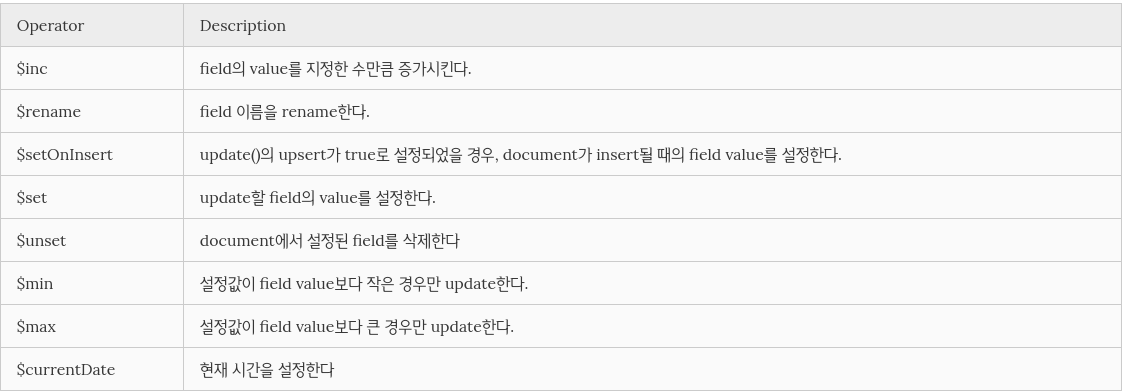 Operator Description
$inc field의 value를 지정한 수만큼 증가시킨다.
$rename field 이름을 rename한다.
$setOnInsert update()의 upsert가 true로 설정되었을 경우, document가 insert될 때의 field value를 설정한다.
$set update할 field의 value를 설정한다.
$unset document에서 설정된 field를 삭제한다
$min 설정값이 field value보다 작은 경우만 update한다.
$max 설정값이 field value보다 큰 경우만 update한다.
$currentDate 현재 시간을 설정한다